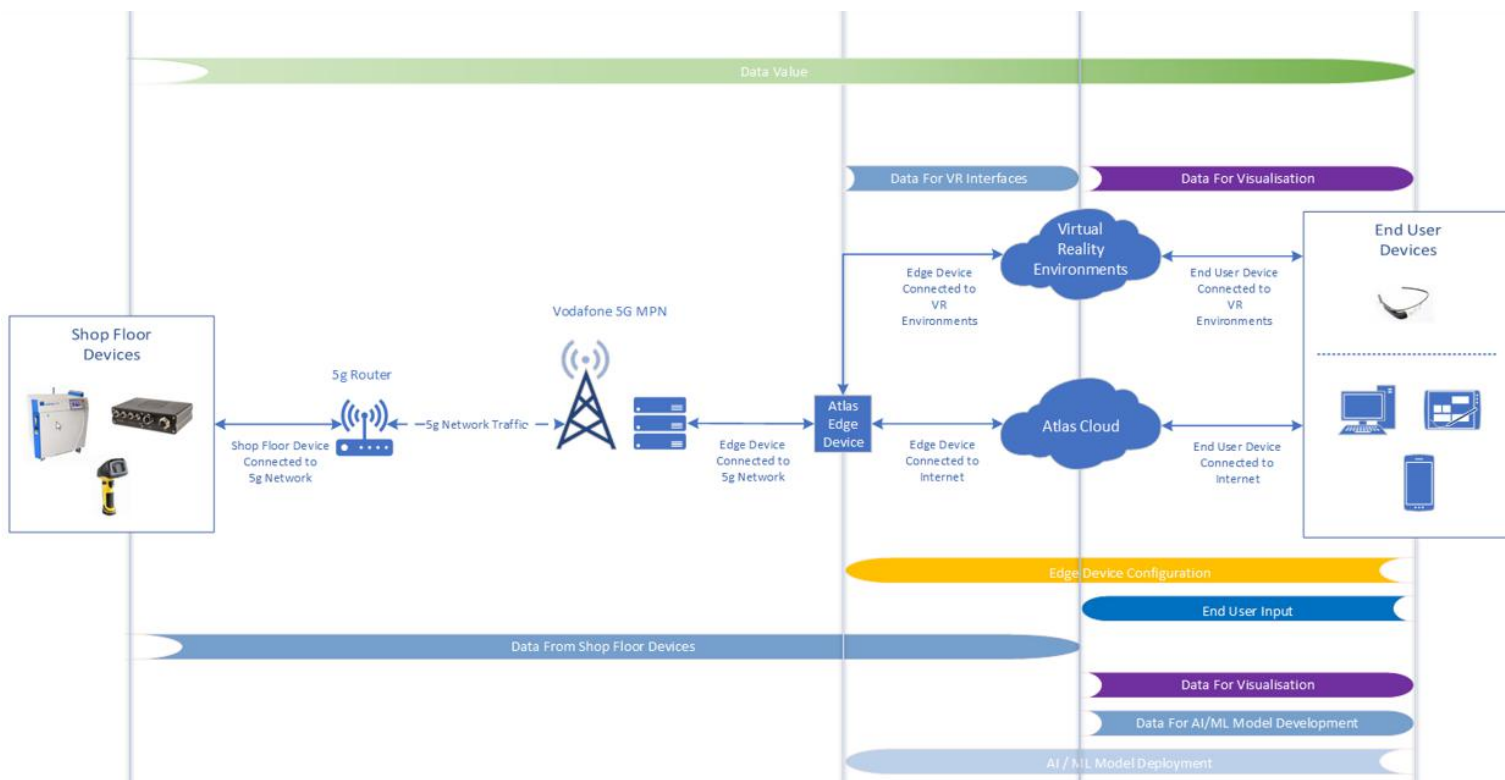 Data Value
Data For VR Interfaces
Data For Visualisation
Virtual
Reality
Environments
End User
Devices
Edge Device
Connected to
VR
Environments
End User Device
Connected to
VR
Environments
Vodafone 5G MPN
Shop Floor
Devices
5g Router
5g Network Traffic
Shop Floor Device
Connected to
5g Network
Edge Device
Connected to
5g Network
Atlas
Edge
Device
Edge Device
Connected to
Internet
Atlas Cloud
End User Device
Connected to
Internet
Edge Device Configuration
End User Input
Data From Shop Floor Devices
Data For Visualisation
Data For AI/ML Model Development
AI / ML Model Deployment